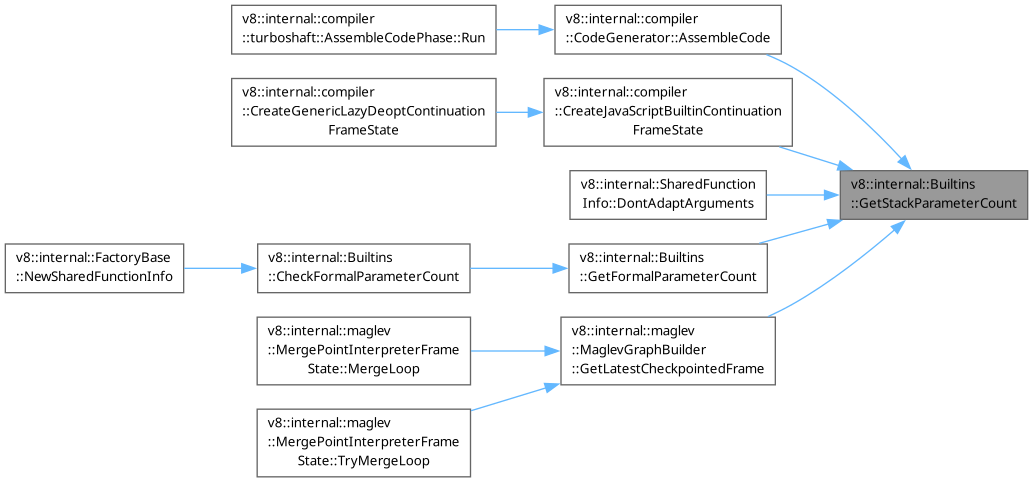 v8::internal::compiler
::turboshaft::AssembleCodePhase::Run
v8::internal::compiler
::CodeGenerator::AssembleCode
v8::internal::compiler
::CreateGenericLazyDeoptContinuation
FrameState
v8::internal::compiler
::CreateJavaScriptBuiltinContinuation
FrameState
v8::internal::SharedFunction
Info::DontAdaptArguments
v8::internal::Builtins
::GetStackParameterCount
v8::internal::FactoryBase
::NewSharedFunctionInfo
v8::internal::Builtins
::CheckFormalParameterCount
v8::internal::Builtins
::GetFormalParameterCount
v8::internal::maglev
::MergePointInterpreterFrame
State::MergeLoop
v8::internal::maglev
::MaglevGraphBuilder
::GetLatestCheckpointedFrame
v8::internal::maglev
::MergePointInterpreterFrame
State::TryMergeLoop